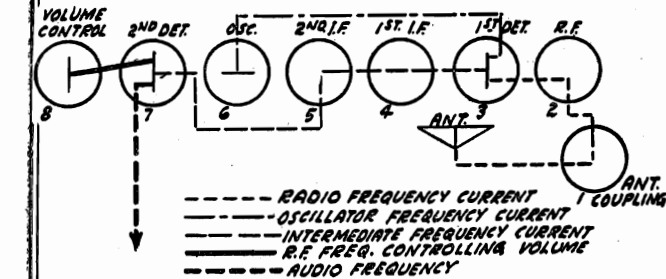 VOLUME CONTROL
2ND DET.
OSC.
2ND I.F.
1ST. I.F.
1ST. DET.
R.F.
8
7
6
5
4
3
2
ANT.
ANT.
1 COUPLING
RADIO FREQUENCY CURRENT
OSCILLATOR FREQUENCY CURRENT
INTERMEDIATE FREQUENCY CURRENT
R.F. FREQ. CONTROLLING VOLUME
AUDIO FREQUENCY